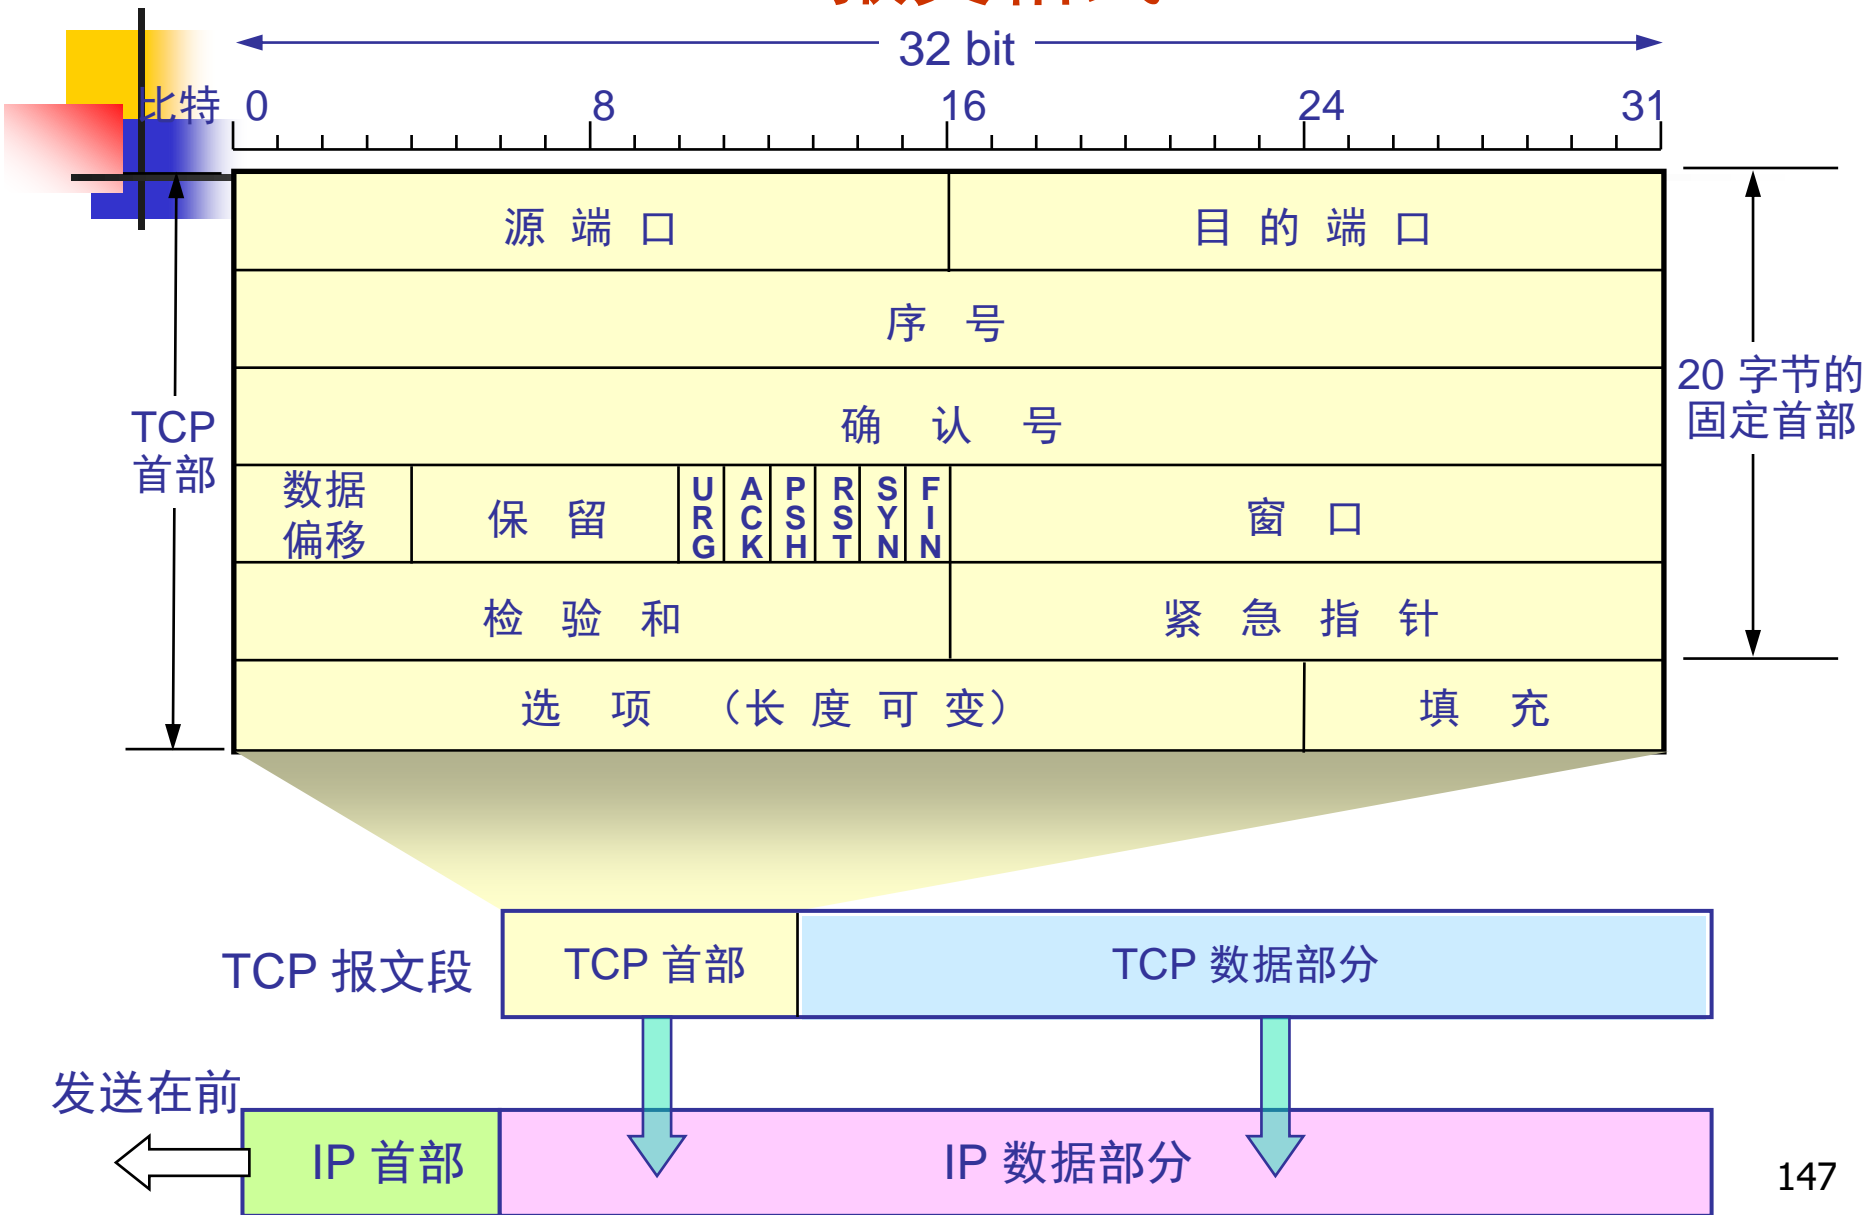 报文格式
32 bit
比特 0 8 16 24 31
源 端 口 目 的 端 口
序 号
确 认 号
TCP
首部
20 字节的
固定首部
数据
偏移
保 留
URG
ACK
PSH
RST
SYN
FIN
窗 口
检 验 和 紧 急 指 针
选 项 （长 度 可 变） 填 充
TCP 报文段 TCP 首部 TCP 数据部分
发送在前
IP 首部 IP 数据部分
147